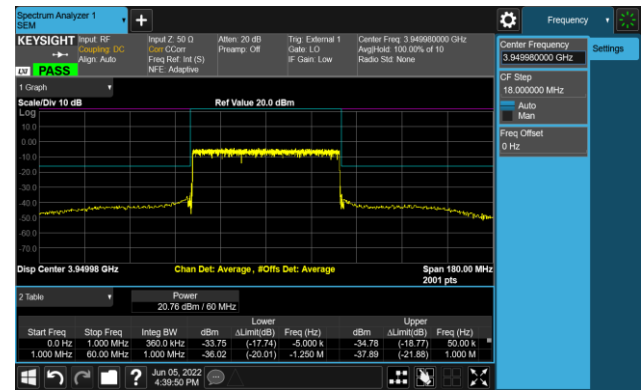 Spectrum Analyzer 1
SEM
Frequency
KEYSIGHT
Input: RF
Coupling: DC
Align: Auto
Input Z: 50 Ω
Corr CCorr
Freq Ref: Int (S)
NFE: Adaptive
Atten: 20 dB
Preamp: Off
Trig: External 1
Gate: LO
IF Gain: Low
Center Freq: 3.949980000 GHz
Avg|Hold: 100.00% of 10
Radio Std: None
LXI PASS
Center Frequency
3.949980000 GHz
Settings
CF Step
18.000000 MHz
Auto
Man
Freq Offset
0 Hz
1 Graph
Scale/Div 10 dB
Ref Value 20.0 dBm
Log
10.0
0.00
-10.0
-20.0
-30.0
-40.0
-50.0
-60.0
-70.0
Disp Center 3.94998 GHz
Chan Det: Average, #Offs Det: Average
Span 180.00 MHz
2001 pts
2 Table
Power
20.76 dBm / 60 MHz
Lower Upper
Start Freq Stop Freq Integ BW dBm ΔLimit(dB) Freq (Hz) dBm ΔLimit(dB) Freq (Hz)
0.0 Hz 1.000 MHz 360.0 kHz -33.75 (-17.74) -5.000 k -34.78 (-18.77) 50.00 k
1.000 MHz 60.00 MHz 1.000 MHz -36.02 (-20.01) -1.250 M -37.89 (-21.88) 1.000 M
Jun 05, 2022
4:39:50 PM